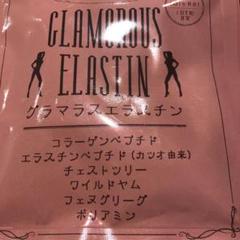 GLAMOROUS
ELASTIN
グラマラスエラスチン
コラーゲンペプチド
エラスチンペプチド（カツオ由来）
チェストツリー
ワイルドヤム
フェヌグリーグ
ポリアミン